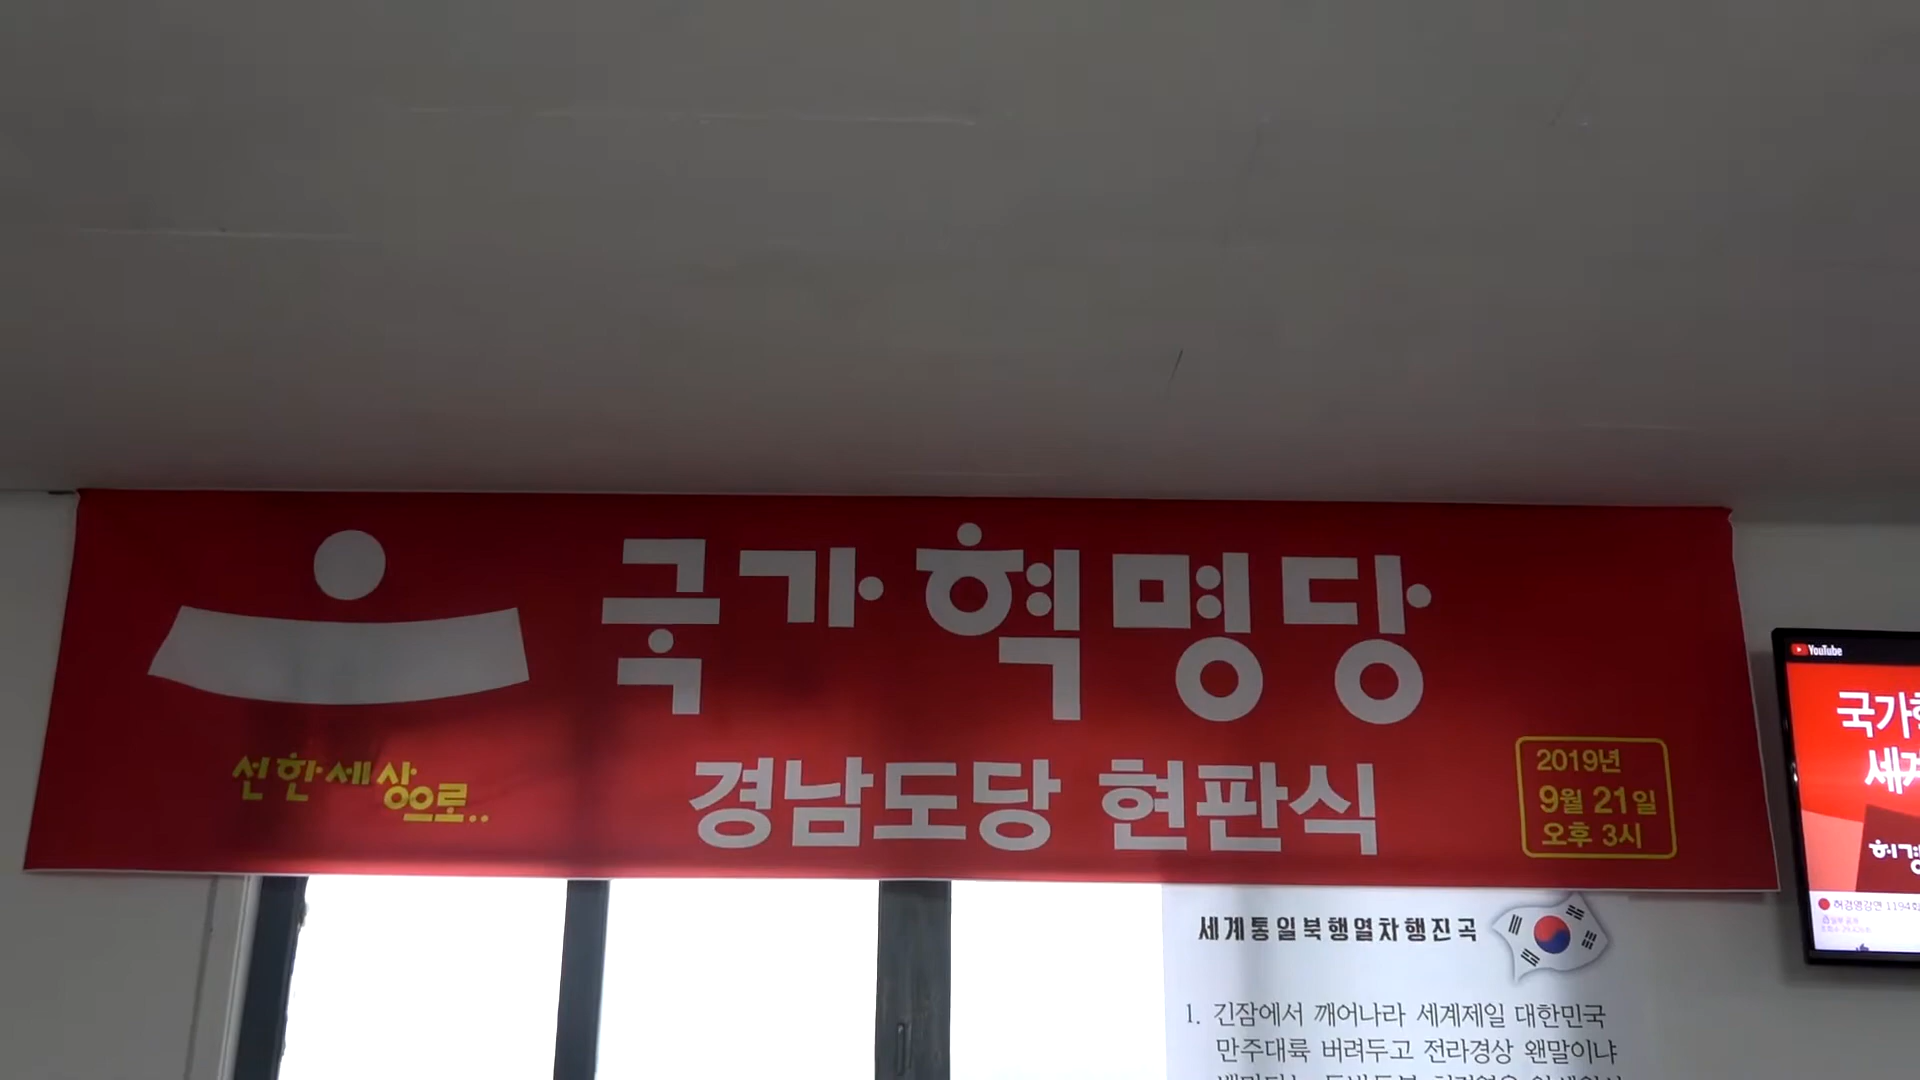 국가혁명당
선한세상으로..
경남도당 현판식
2019년
9월 21일
오후 3시
YouTube
국가
세계
허경
허경영강연 1194회
세계통일북행열차행진곡
1. 긴잠에서 깨어나라 세계제일 대한민국
만주대륙 버려두고 전라경상 왠말이냐